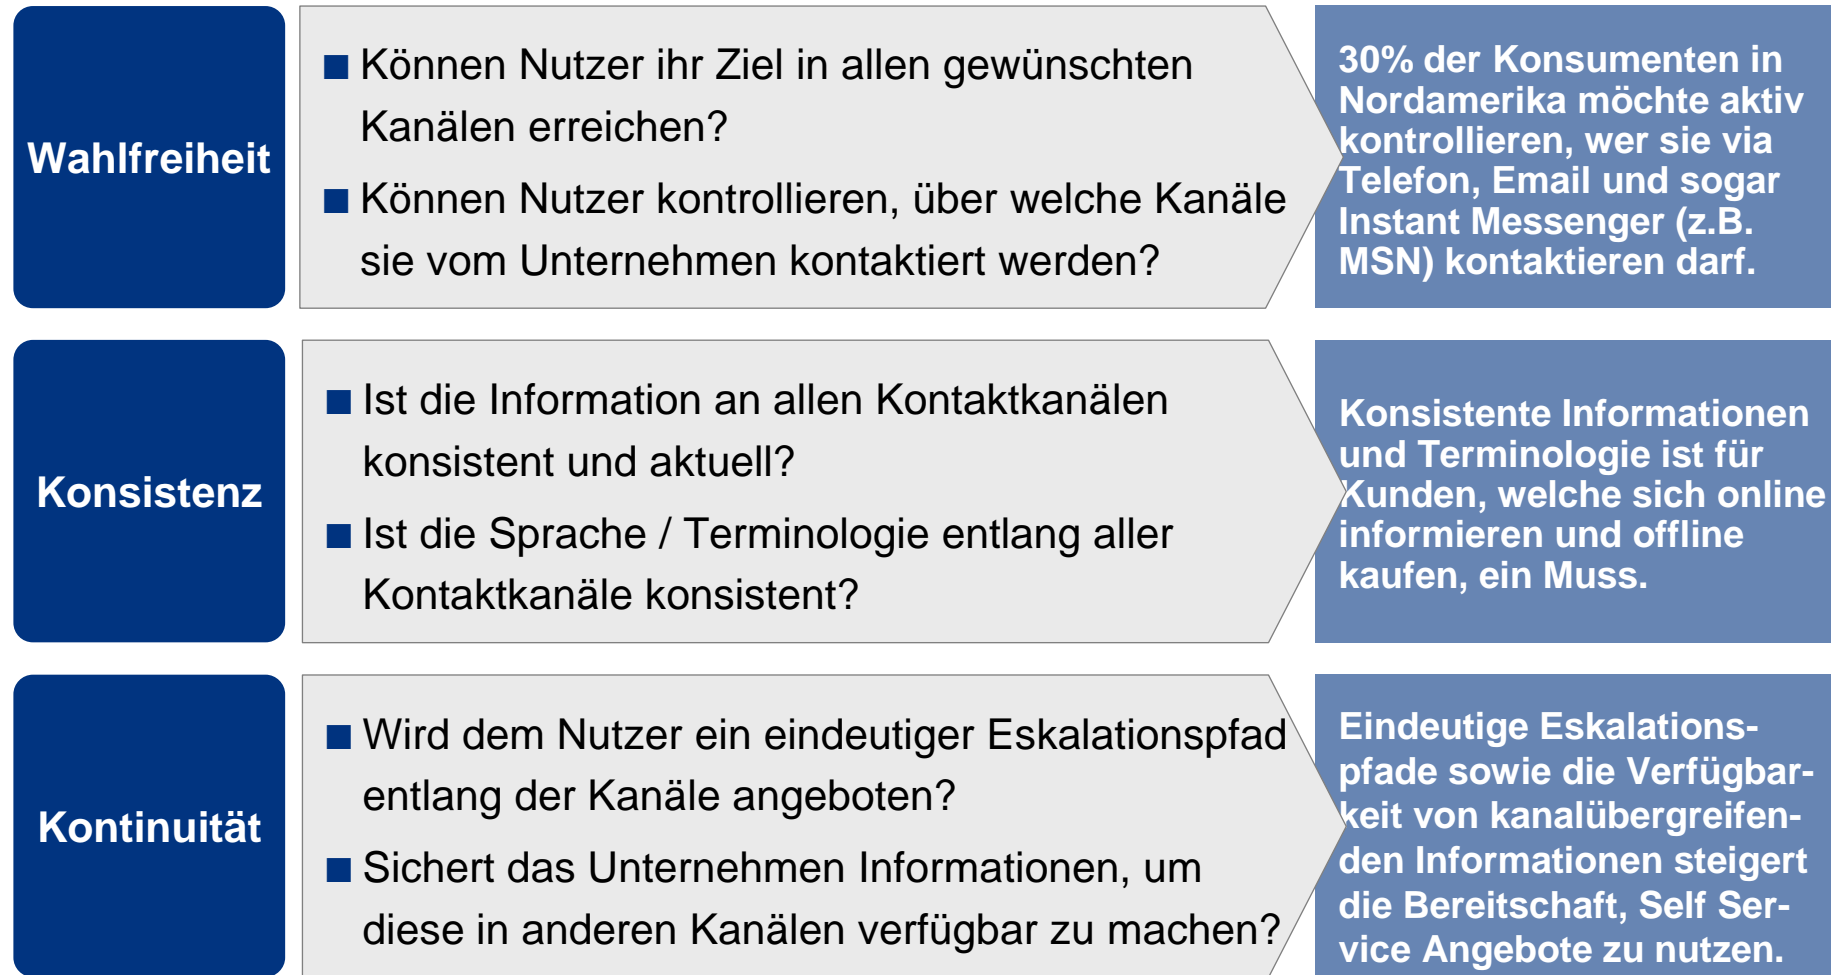 Wahlfreiheit
■ Können Nutzer ihr Ziel in allen gewünschten
Kanälen erreichen?
■ Können Nutzer kontrollieren, über welche Kanäle
sie vom Unternehmen kontaktiert werden?
30% der Konsumenten in
Nordamerika möchte aktiv
kontrollieren, wer sie via
Telefon, Email und sogar
Instant Messenger (z.B.
MSN) kontaktieren darf.
Konsistenz
■ Ist die Information an allen Kontaktkanälen
konsistent und aktuell?
■ Ist die Sprache / Terminologie entlang aller
Kontaktkanäle konsistent?
Konsistente Informationen
und Terminologie ist für
Kunden, welche sich online
informieren und offline
kaufen, ein Muss.
Kontinuität
■ Wird dem Nutzer ein eindeutiger Eskalationspfad
entlang der Kanäle angeboten?
■ Sichert das Unternehmen Informationen, um
diese in anderen Kanälen verfügbar zu machen?
Eindeutige Eskalations-
pfade sowie die Verfügbar-
keit von kanalübergreifen-
den Informationen steigert
die Bereitschaft, Self Ser-
vice Angebote zu nutzen.